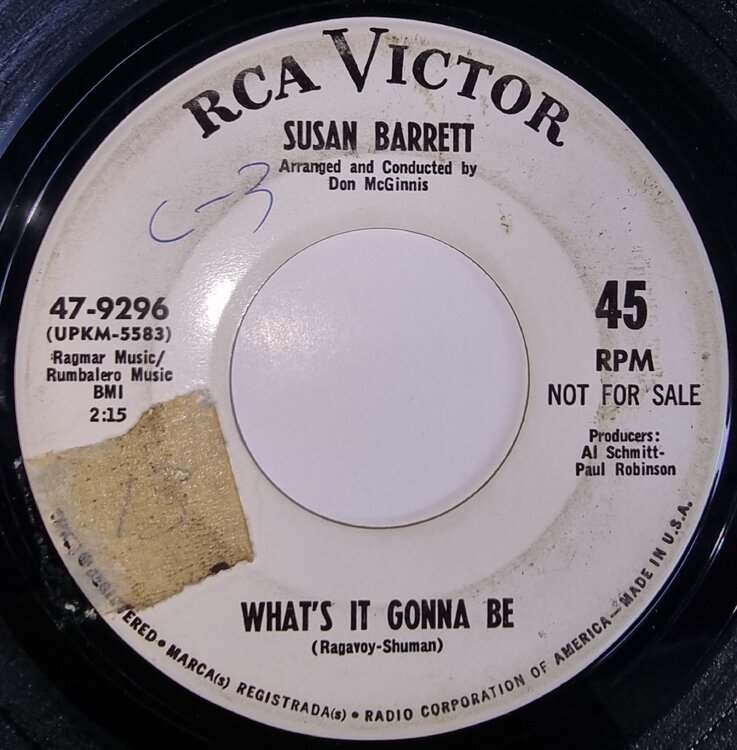 RCA VICTOR
SUSAN BARRETT
Arranged and Conducted by
Don McGinnis
C-3
47-9296
(UPKM-5583)
Ragmar Music/
Rumbalero Music
BMI
2:15
45
RPM
NOT FOR SALE
Producers:
Al Schmitt-
Paul Robinson
WHAT'S IT GONNA BE
(Ragavoy-Shuman)
ERED • MARCA(s) REGISTRADA(s) • RADIO CORPORATION OF AMERICA—MADE IN U.S.A.